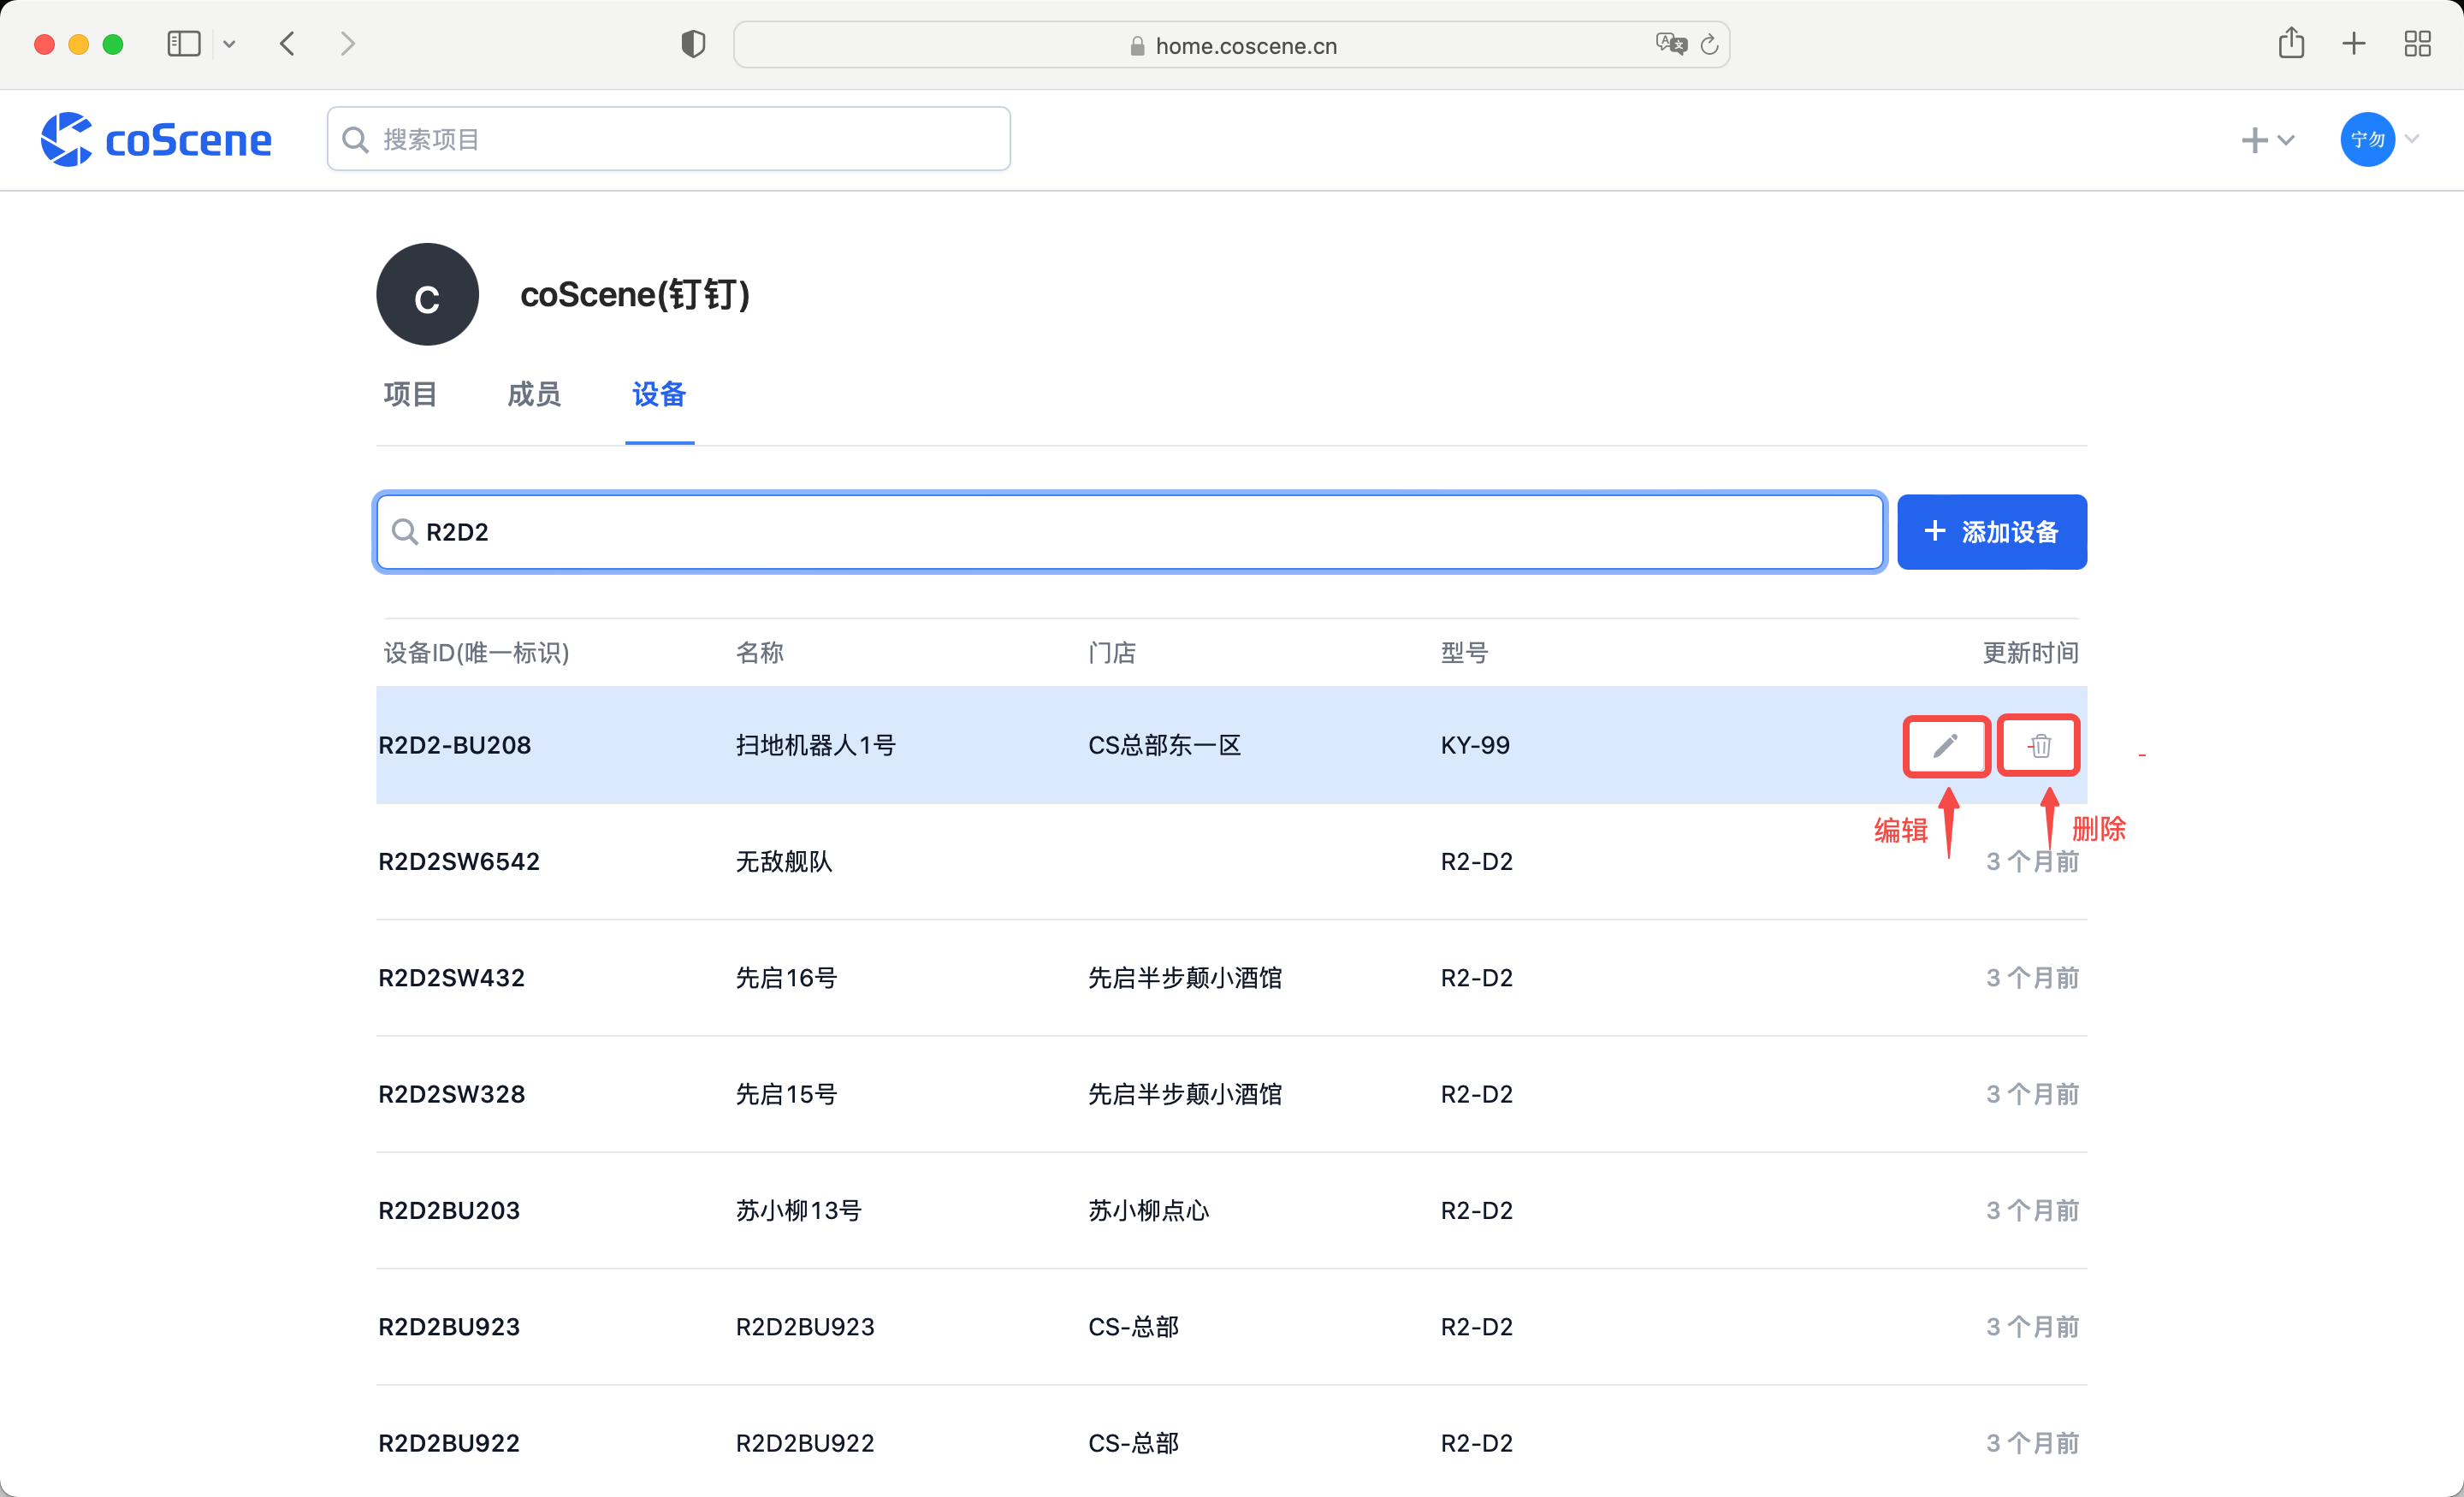 home.coscene.cn
coScene
搜索项目
宁勿
C
coScene(钉钉)
项目 成员 设备
R2D2
添加设备
设备ID(唯一标识) 名称 门店 型号 更新时间
R2D2-BU208 扫地机器人1号 CS总部东一区 KY-99
编辑 删除
R2D2SW6542 无敌舰队 R2-D2 3 个月前
R2D2SW432 先启16号 先启半步颠小酒馆 R2-D2 3 个月前
R2D2SW328 先启15号 先启半步颠小酒馆 R2-D2 3 个月前
R2D2BU203 苏小柳13号 苏小柳点心 R2-D2 3 个月前
R2D2BU923 R2D2BU923 CS-总部 R2-D2 3 个月前
R2D2BU922 R2D2BU922 CS-总部 R2-D2 3 个月前